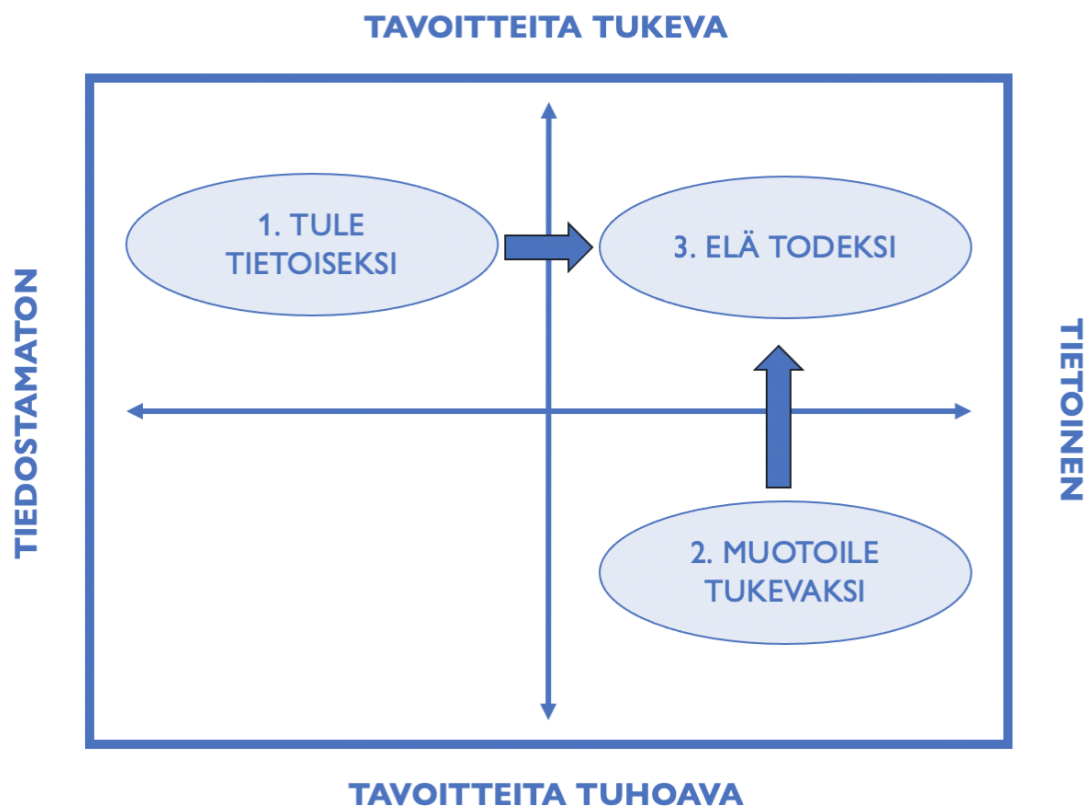 TAVOITTEITA TUKEVA
1. TULE
TIETOISEKSI
3. ELÄ TODEKSI
TIEDOSTAMATON
TIETOINEN
2. MUOTOILE
TUKEVAKSI
TAVOITTEITA TUHOAVA